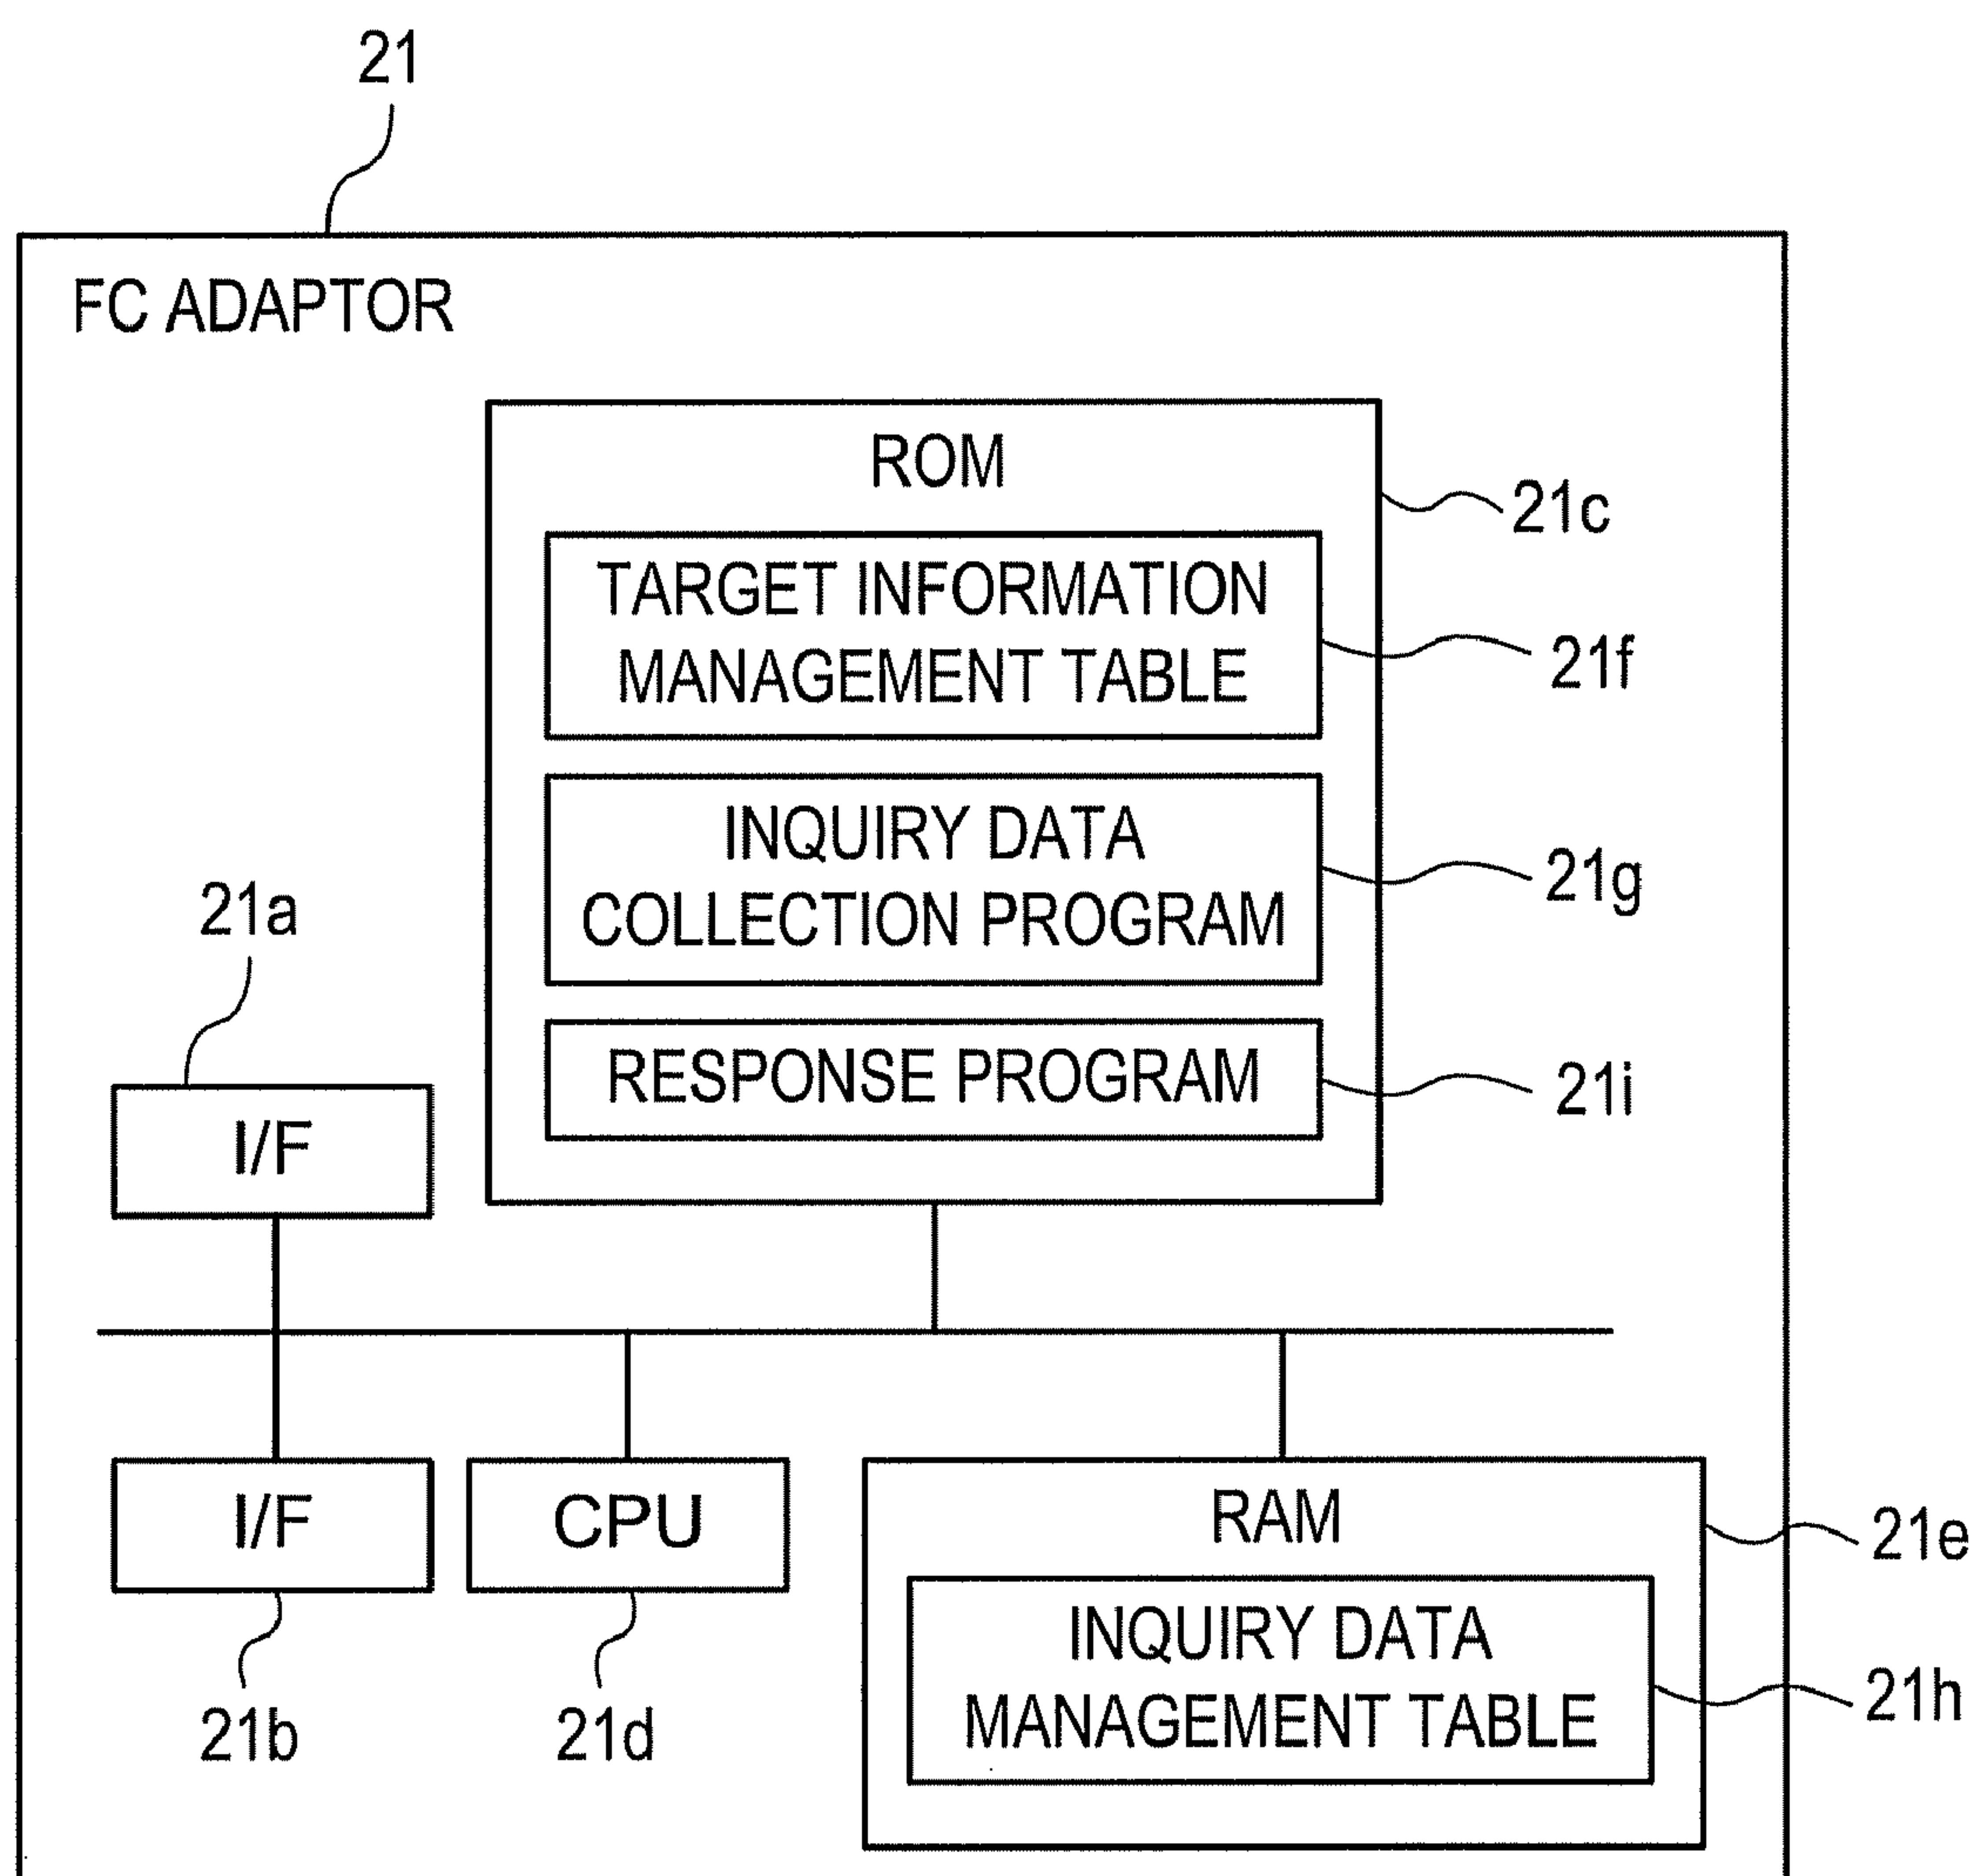 21
FC ADAPTOR
ROM
21c
TARGET INFORMATION
MANAGEMENT TABLE
21f
INQUIRY DATA
COLLECTION PROGRAM
21g
RESPONSE PROGRAM
21i
21a
I/F
I/F
21b
CPU
21d
RAM
21e
INQUIRY DATA
MANAGEMENT TABLE
21h